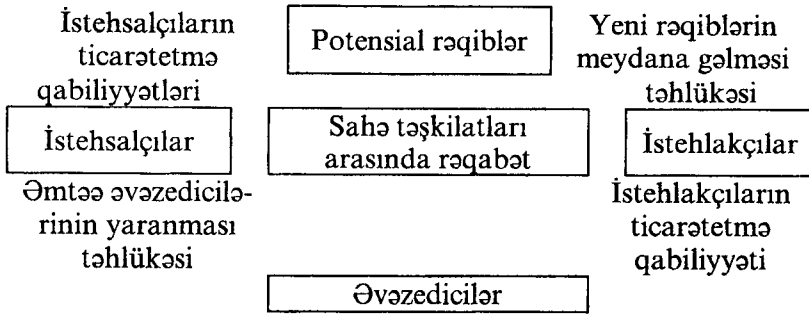 İstehsalçıların
ticarətetmə
qabiliyyətləri
Potensial rəqiblər
Yeni rəqiblərin
meydana gəlməsi
təhlükəsi
İstehsalçılar
Sahə təşkilatları
arasında rəqabət
İstehlakçılar
Əmtəə əvəzedicilə-
rinin yaranması
təhlükəsi
İstehlakçıların
ticarətetmə
qabiliyyəti
Əvəzedicilər